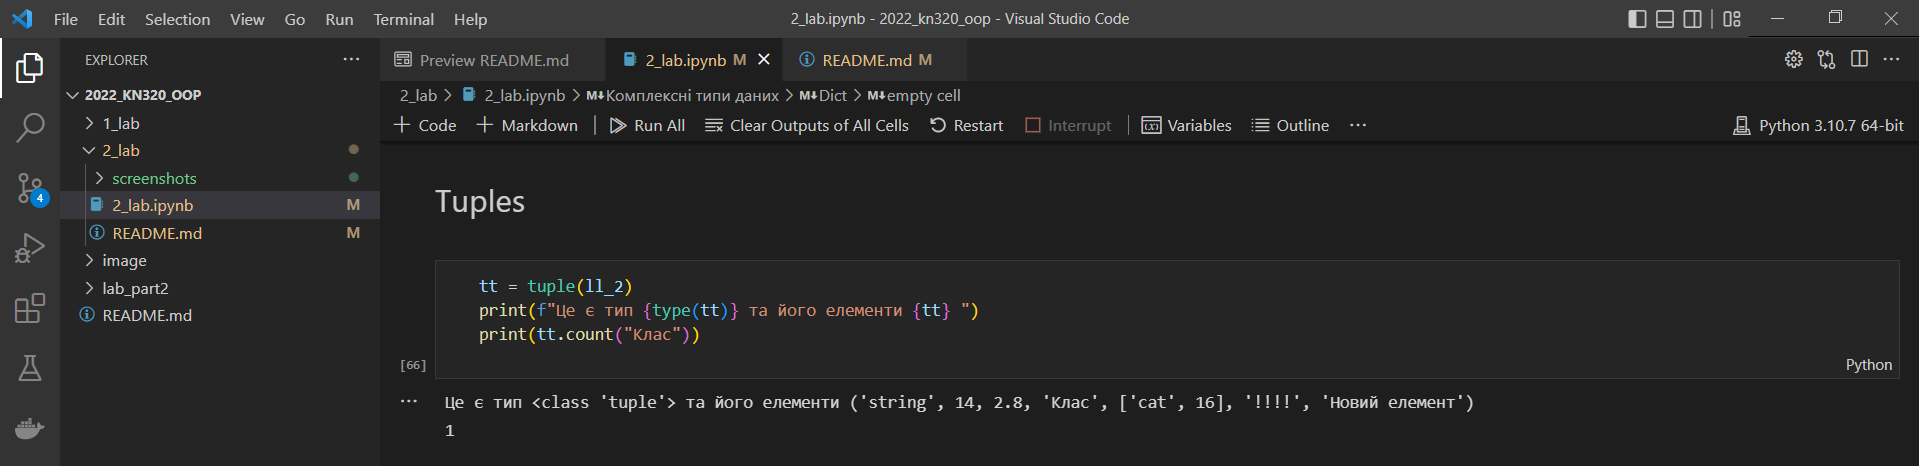 File Edit Selection View Go Run Terminal Help 2_lab.ipynb - 2022_kn320_oop - Visual Studio Code
EXPLORER
2022_KN320_OOP
1_lab
2_lab
screenshots
2_lab.ipynb M
README.md M
image
lab_part2
README.md
4
Preview README.md 2_lab.ipynb M README.md M
2_lab > 2_lab.ipynb > M↓Комплексні типи даних > M↓Dict > M↓empty cell
+ Code + Markdown | Run All Clear Outputs of All Cells Restart Interrupt | Variables Outline ... Python 3.10.7 64-bit
Tuples
tt = tuple(ll_2)
print(f"Це є тип {type(tt)} та його елементи {tt} ")
print(tt.count("Клас"))
[66] Python
Це є тип <class 'tuple'> та його елементи ('string', 14, 2.8, 'Клас', ['cat', 16], '!!!!', 'Новий елемент')
1